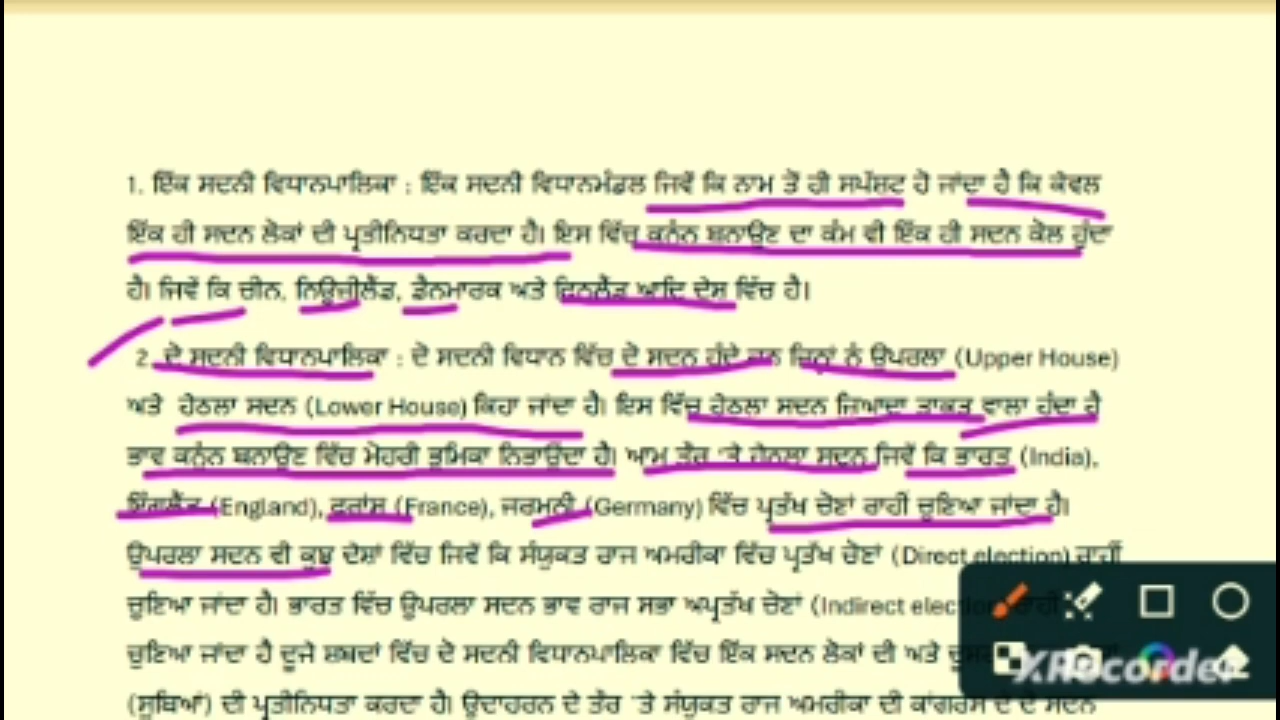 1. ਇੱਕ ਸਦਨੀ ਵਿਧਾਨਪਾਲਿਕਾ : ਇੱਕ ਸਦਨੀ ਵਿਧਾਨਮੰਡਲ ਜਿਵੇਂ ਕਿ ਨਾਮ ਤੋਂ ਹੀ ਸਪੱਸ਼ਟ ਹੋ ਜਾਂਦਾ ਹੈ ਕਿ ਕੇਵਲ
ਇੱਕ ਹੀ ਸਦਨ ਲੋਕਾਂ ਦੀ ਪ੍ਰਤੀਨਿਧਤਾ ਕਰਦਾ ਹੈ। ਇਸ ਵਿੱਚ ਕਨੂੰਨ ਬਨਾਉਣ ਦਾ ਕੰਮ ਵੀ ਇੱਕ ਹੀ ਸਦਨ ਕੋਲ ਹੁੰਦਾ
ਹੈ। ਜਿਵੇਂ ਕਿ ਚੀਨ, ਨਿਊਜੀਲੈਂਡ, ਡੈਨਮਾਰਕ ਅਤੇ ਫਿਨਲੈਂਡ ਆਦਿ ਦੇਸ਼ ਵਿੱਚ ਹੈ।
2. ਦੋ ਸਦਨੀ ਵਿਧਾਨਪਾਲਿਕਾ : ਦੋ ਸਦਨੀ ਵਿਧਾਨ ਵਿੱਚ ਦੋ ਸਦਨ ਹੁੰਦੇ ਹਨ ਜਿਨ੍ਹਾਂ ਨੂੰ ਉਪਰਲਾ (Upper House)
ਅਤੇ ਹੇਠਲਾ ਸਦਨ (Lower House) ਕਿਹਾ ਜਾਂਦਾ ਹੈ। ਇਸ ਵਿੱਚ ਹੇਠਲਾ ਸਦਨ ਜਿਆਦਾ ਤਾਕਤ ਵਾਲਾ ਹੁੰਦਾ ਹੈ
ਭਾਵ ਕਨੂੰਨ ਬਨਾਉਣ ਵਿੱਚ ਮੋਹਰੀ ਭੂਮਿਕਾ ਨਿਭਾਉਂਦਾ ਹੈ। ਆਮ ਤੌਰ 'ਤੇ ਹੇਠਲਾ ਸਦਨ ਜਿਵੇਂ ਕਿ ਭਾਰਤ (India),
ਇੰਗਲੈਂਡ (England), ਫਰਾਂਸ (France), ਜਰਮਨੀ (Germany) ਵਿੱਚ ਪ੍ਰਤੱਖ ਚੋਣਾਂ ਰਾਹੀਂ ਚੁਣਿਆ ਜਾਂਦਾ ਹੈ।
ਉਪਰਲਾ ਸਦਨ ਵੀ ਕੁਝ ਦੇਸ਼ਾਂ ਵਿੱਚ ਜਿਵੇਂ ਕਿ ਸੰਯੁਕਤ ਰਾਜ ਅਮਰੀਕਾ ਵਿੱਚ ਪ੍ਰਤੱਖ ਚੋਣਾਂ (Direct election) ਰਾਹੀਂ
ਚੁਣਿਆ ਜਾਂਦਾ ਹੈ। ਭਾਰਤ ਵਿੱਚ ਉਪਰਲਾ ਸਦਨ ਭਾਵ ਰਾਜ ਸਭਾ ਅਪ੍ਰਤੱਖ ਚੋਣਾਂ (Indirect
ਚੁਣਿਆ ਜਾਂਦਾ ਹੈ ਦੂਜੇ ਸ਼ਬਦਾਂ ਵਿੱਚ ਦੋ ਸਦਨੀ ਵਿਧਾਨਪਾਲਿਕਾ ਵਿੱਚ ਇੱਕ ਸਦਨ ਲੋਕਾਂ ਦੀ ਅਤੇ
XRecorder
(ਸੂਬਿਆਂ) ਦੀ ਪ੍ਰਤੀਨਿਧਤਾ ਕਰਦਾ ਹੈ। ਉਦਾਹਰਨ ਦੇ ਤੌਰ 'ਤੇ ਸੰਯੁਕਤ ਰਾਜ ਅਮਰੀਕਾ ਦੀ ਕਾਂਗਰਸ ਦੇ ਦੋ ਸਦਨ